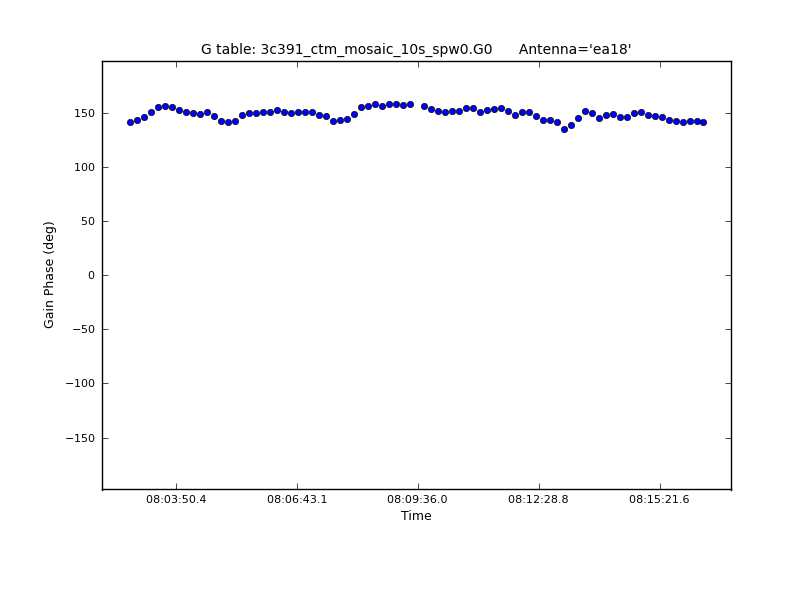 G table: 3c391_ctm_mosaic_10s_spw0.G0      Antenna='ea18'
150
100
50
0
−50
−100
−150
Gain Phase (deg)
08:03:50.4 08:06:43.1 08:09:36.0 08:12:28.8 08:15:21.6
Time